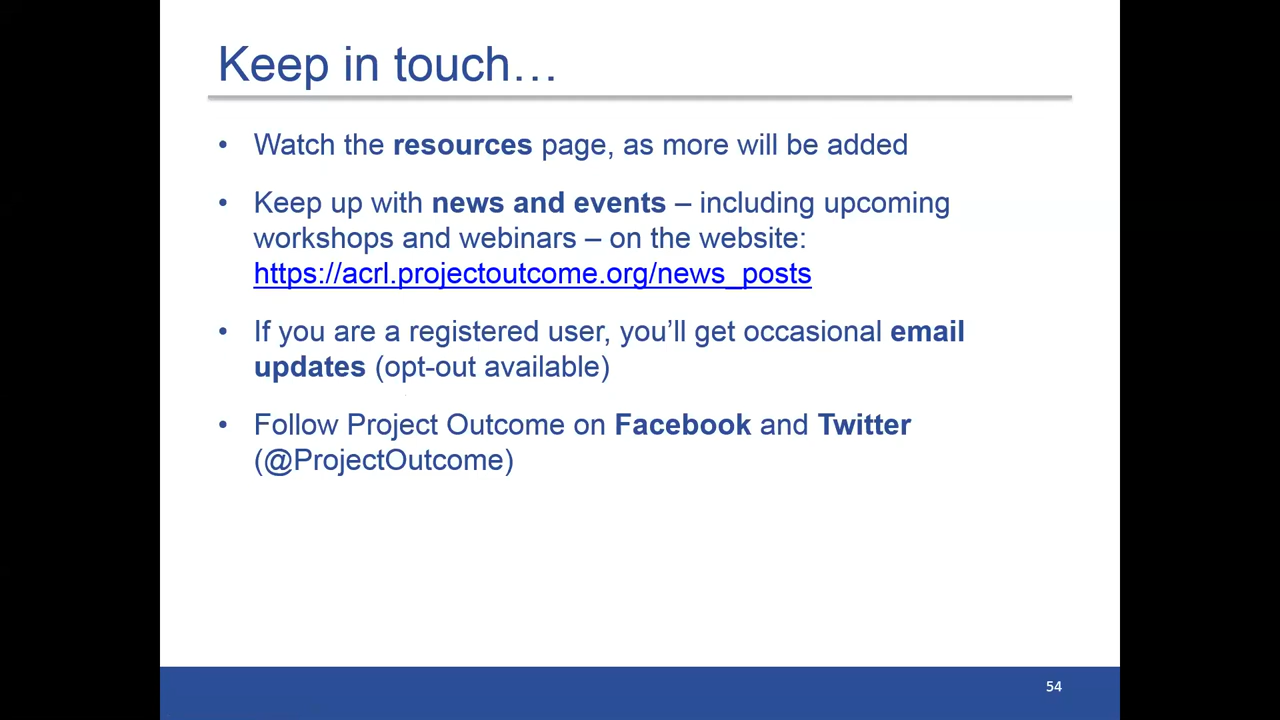 Keep in touch…
• Watch the resources page, as more will be added
• Keep up with news and events – including upcoming
workshops and webinars – on the website:
https://acrl.projectoutcome.org/news_posts
• If you are a registered user, you’ll get occasional email
updates (opt-out available)
• Follow Project Outcome on Facebook and Twitter
(@ProjectOutcome)
54